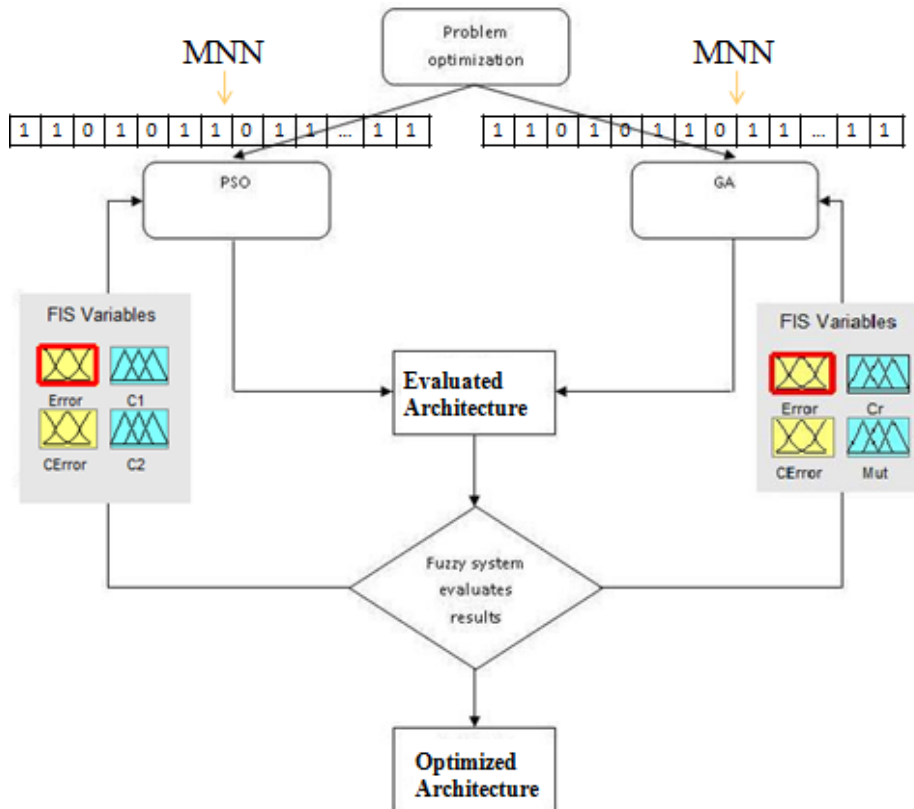 Problem
optimization
MNN
MNN
1 1 0 1 0 1 1 0 1 1 ... 1 1
1 1 0 1 0 1 1 0 1 1 ... 1 1
PSO
GA
FIS Variables
Error C1
CError C2
Evaluated
Architecture
FIS Variables
Error Cr
CError Mut
Fuzzy system
evaluates
results
Optimized
Architecture